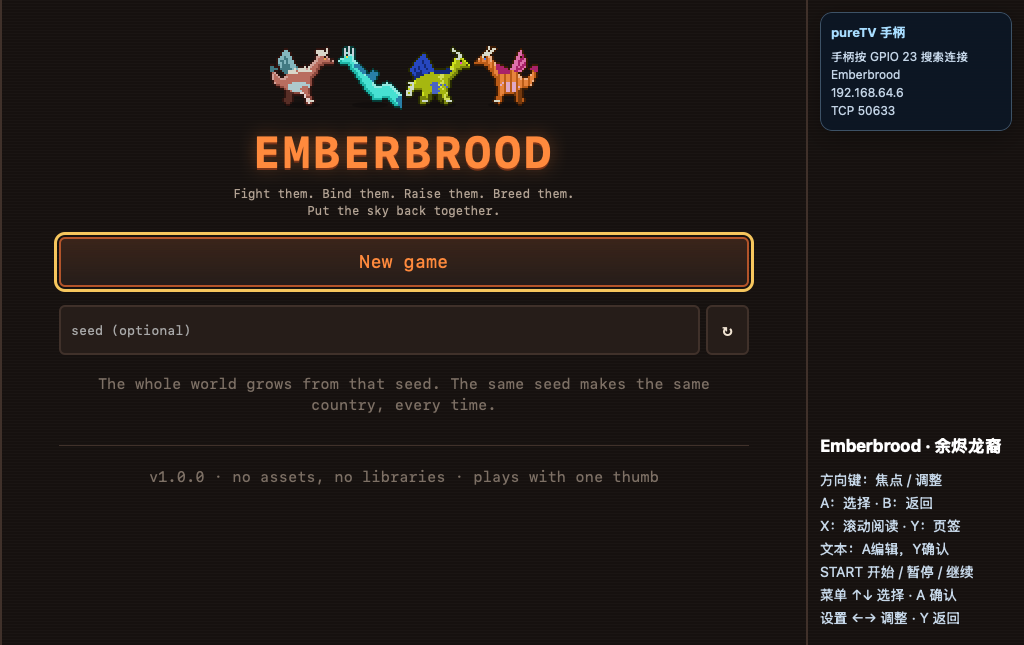 EMBERBROOD
Fight them. Bind them. Raise them. Breed them.
Put the sky back together.
New game
seed (optional)
↻
The whole world grows from that seed. The same seed makes the same
country, every time.
v1.0.0 · no assets, no libraries · plays with one thumb
pureTV 手柄
手柄按 GPIO 23 搜索连接
Emberbrood
192.168.64.6
TCP 50633
Emberbrood · 余烬龙裔
方向键：焦点 / 调整
A：选择 · B：返回
X：滚动阅读 · Y：页签
文本：A编辑，Y确认
START 开始 / 暂停 / 继续
菜单 ↑↓ 选择 · A 确认
设置 ←→ 调整 · Y 返回